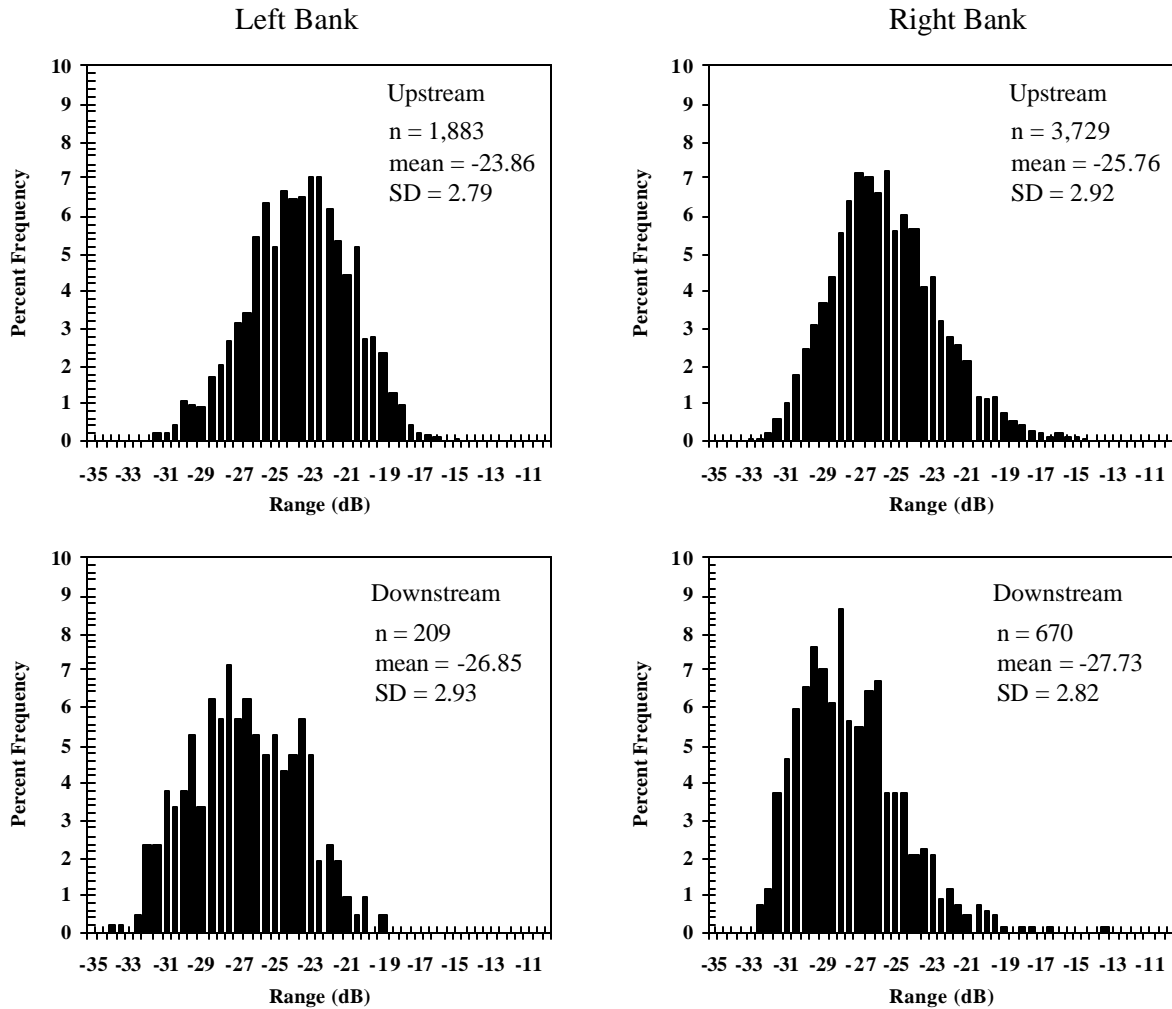 Left Bank
Right Bank
10
9
8
7
6
5
4
3
2
1
0
Percent Frequency
Upstream
n = 1,883
mean = -23.86
SD = 2.79
-35 -33 -31 -29 -27 -25 -23 -21 -19 -17 -15 -13 -11
Range (dB)
10
9
8
7
6
5
4
3
2
1
0
Percent Frequency
Upstream
n = 3,729
mean = -25.76
SD = 2.92
-35 -33 -31 -29 -27 -25 -23 -21 -19 -17 -15 -13 -11
Range (dB)
10
9
8
7
6
5
4
3
2
1
0
Percent Frequency
Downstream
n = 209
mean = -26.85
SD = 2.93
-35 -33 -31 -29 -27 -25 -23 -21 -19 -17 -15 -13 -11
Range (dB)
10
9
8
7
6
5
4
3
2
1
0
Percent Frequency
Downstream
n = 670
mean = -27.73
SD = 2.82
-35 -33 -31 -29 -27 -25 -23 -21 -19 -17 -15 -13 -11
Range (dB)